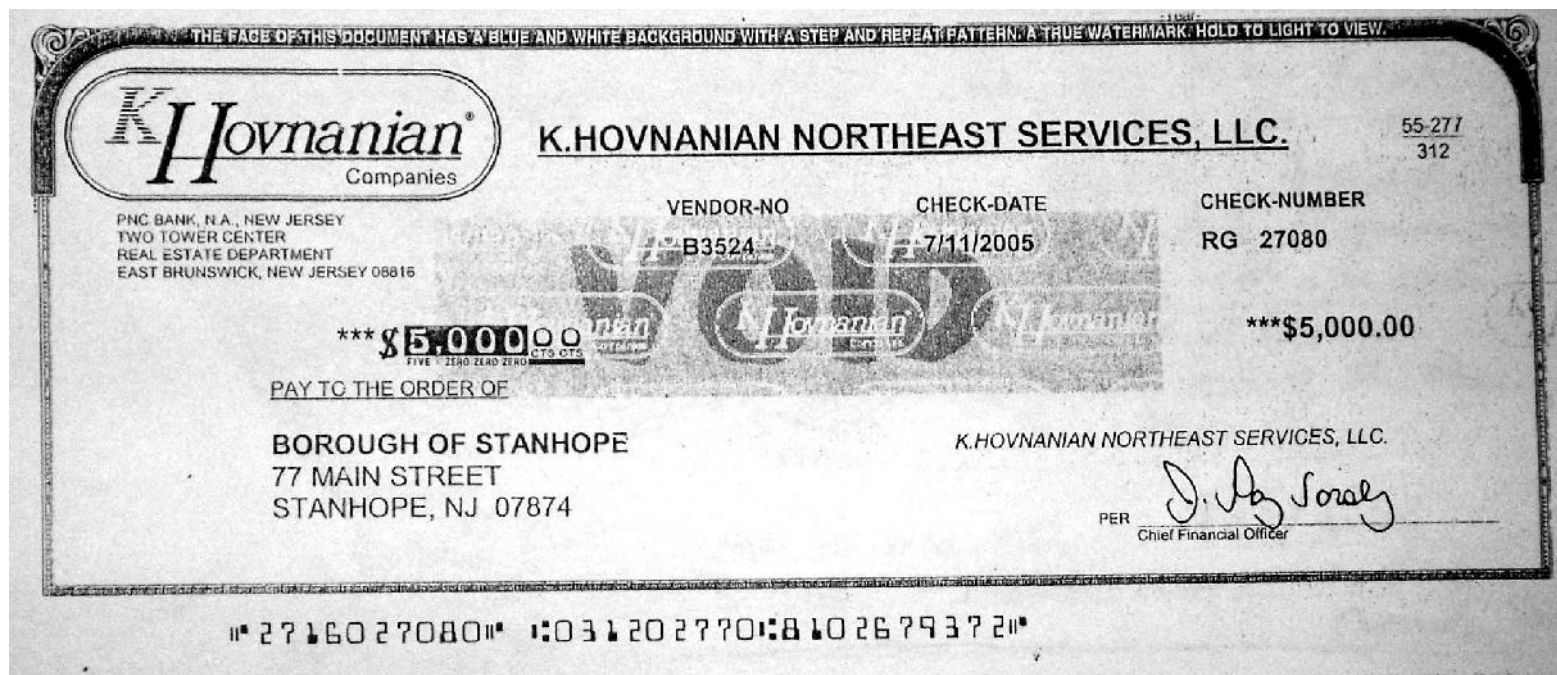 THE FACE OF THIS DOCUMENT HAS A BLUE AND WHITE BACKGROUND WITH A STEP AND REPEAT PATTERN. A TRUE WATERMARK. HOLD TO LIGHT TO VIEW.
K Hovnanian®
Companies
K.HOVNANIAN NORTHEAST SERVICES, LLC.
55-277
312
PNC BANK, N.A., NEW JERSEY
TWO TOWER CENTER
REAL ESTATE DEPARTMENT
EAST BRUNSWICK, NEW JERSEY 08816
VENDOR-NO CHECK-DATE CHECK-NUMBER
B3524 7/11/2005 RG 27080
VOID
K Hovnanian
***$5,000 00
FIVE ZERO ZERO ZERO CTS CTS
***$5,000.00
PAY TO THE ORDER OF
BOROUGH OF STANHOPE
77 MAIN STREET
STANHOPE, NJ 07874
K.HOVNANIAN NORTHEAST SERVICES, LLC.
PER
Chief Financial Officer
⑈2716027080⑈ ⑆031202770⑆8102679372⑈